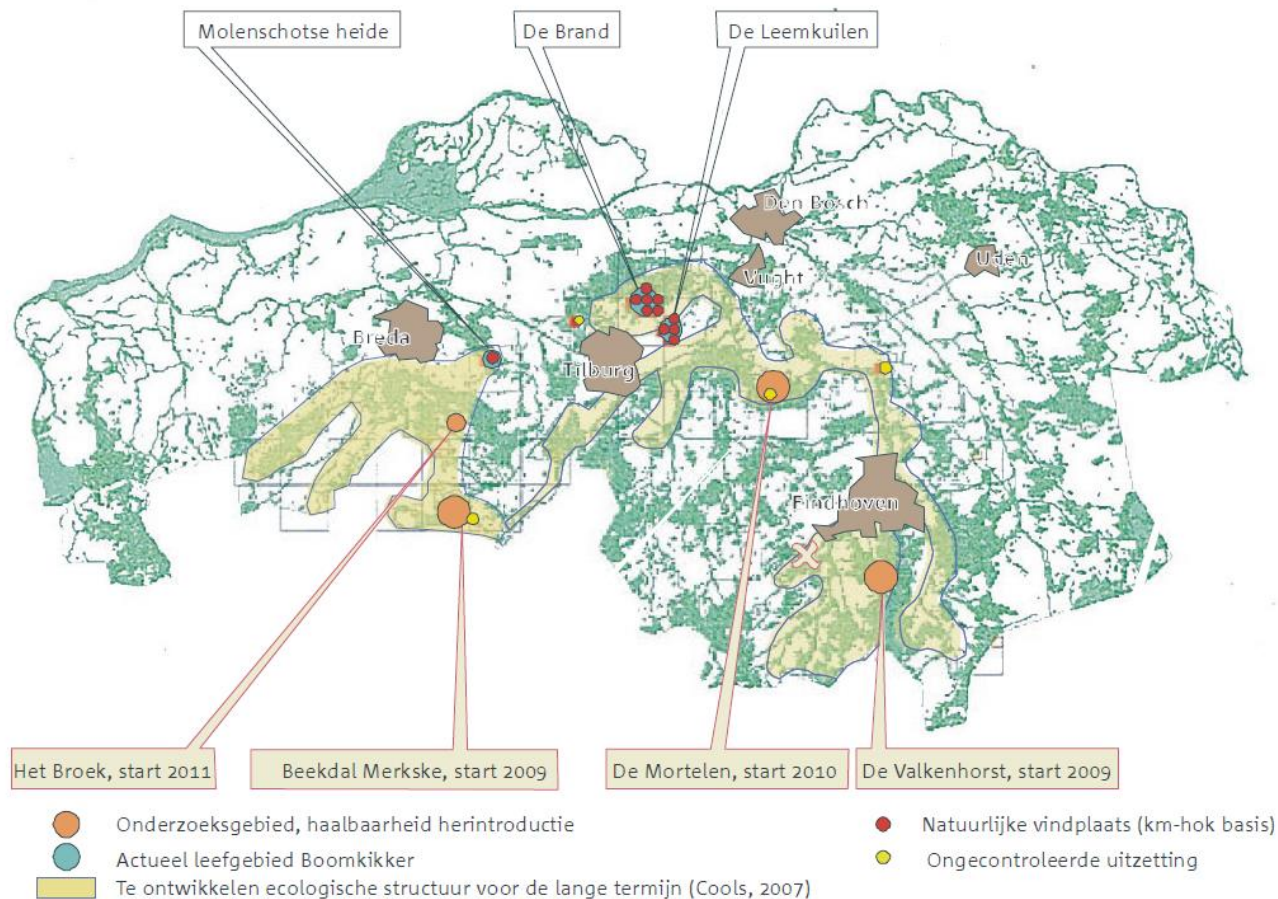 Molenschotse heide
De Brand
De Leemkuilen
Den Bosch
Vught
Uden
Breda
Tilburg
Eindhoven
Het Broek, start 2011
Beekdal Merkske, start 2009
De Mortelen, start 2010
De Valkenhorst, start 2009
Onderzoeksgebied, haalbaarheid herintroductie
Actueel leefgebied Boomkikker
Te ontwikkelen ecologische structuur voor de lange termijn (Cools, 2007)
Natuurlijke vindplaats (km-hok basis)
Ongecontroleerde uitzetting